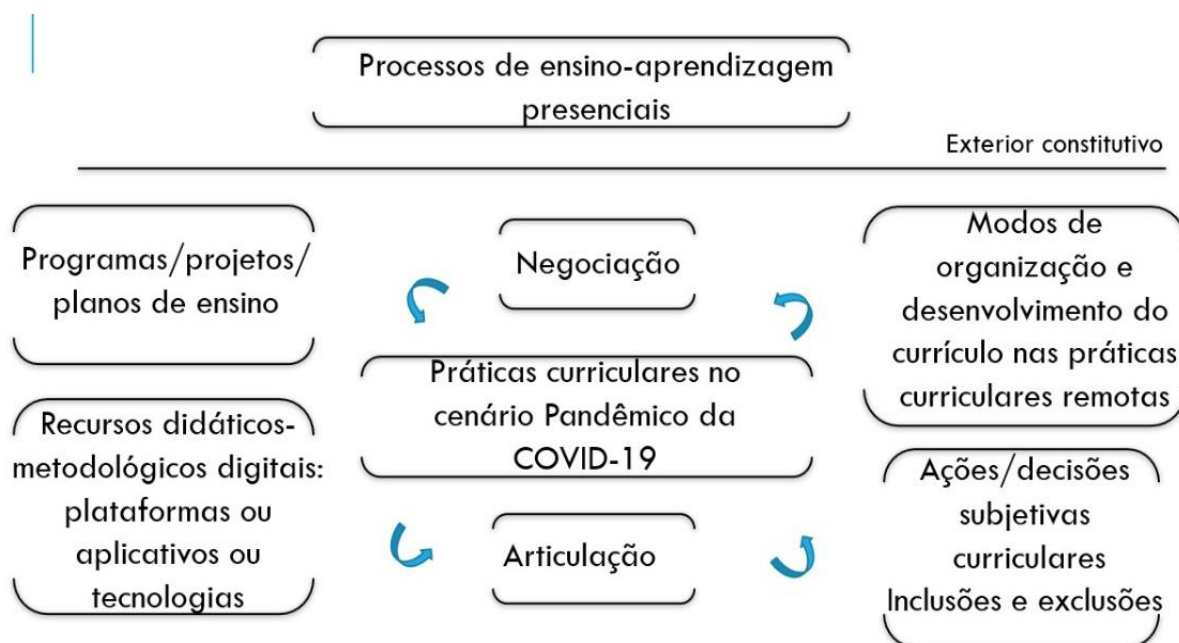 Processos de ensino-aprendizagem
presenciais
Exterior constitutivo
Programas/projetos/
planos de ensino
Negociação
Modos de
organização e
desenvolvimento do
currículo nas práticas
curriculares remotas
Práticas curriculares no
cenário Pandêmico da
COVID-19
Recursos didáticos-
metodológicos digitais:
plataformas ou
aplicativos ou
tecnologias
Articulação
Ações/decisões
subjetivas
curriculares
Inclusões e exclusões